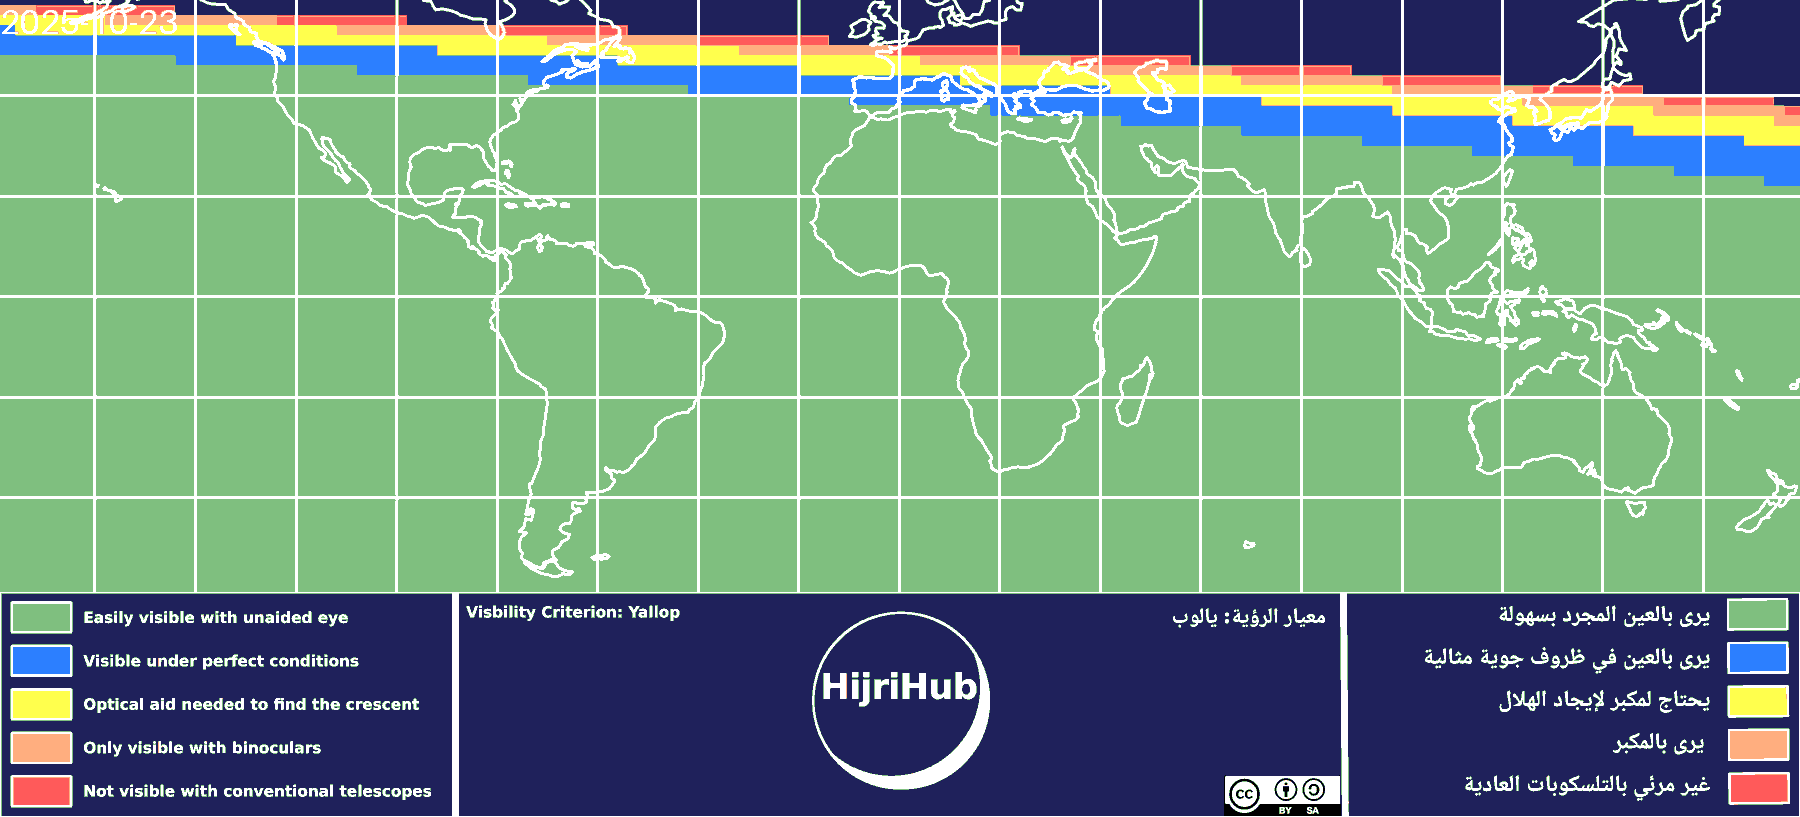 2025-10-23
Easily visible with unaided eye
Visible under perfect conditions
Optical aid needed to find the crescent
Only visible with binoculars
Not visible with conventional telescopes
Visbility Criterion: Yallop
معيار الرؤية: يالوب
HijriHub
cc
BY SA
يرى بالعين المجرد بسهولة
يرى بالعين في ظروف جوية مثالية
يحتاج لمكبر لإيجاد الهلال
يرى بالمكبر
غير مرئي بالتلسكوبات العادية